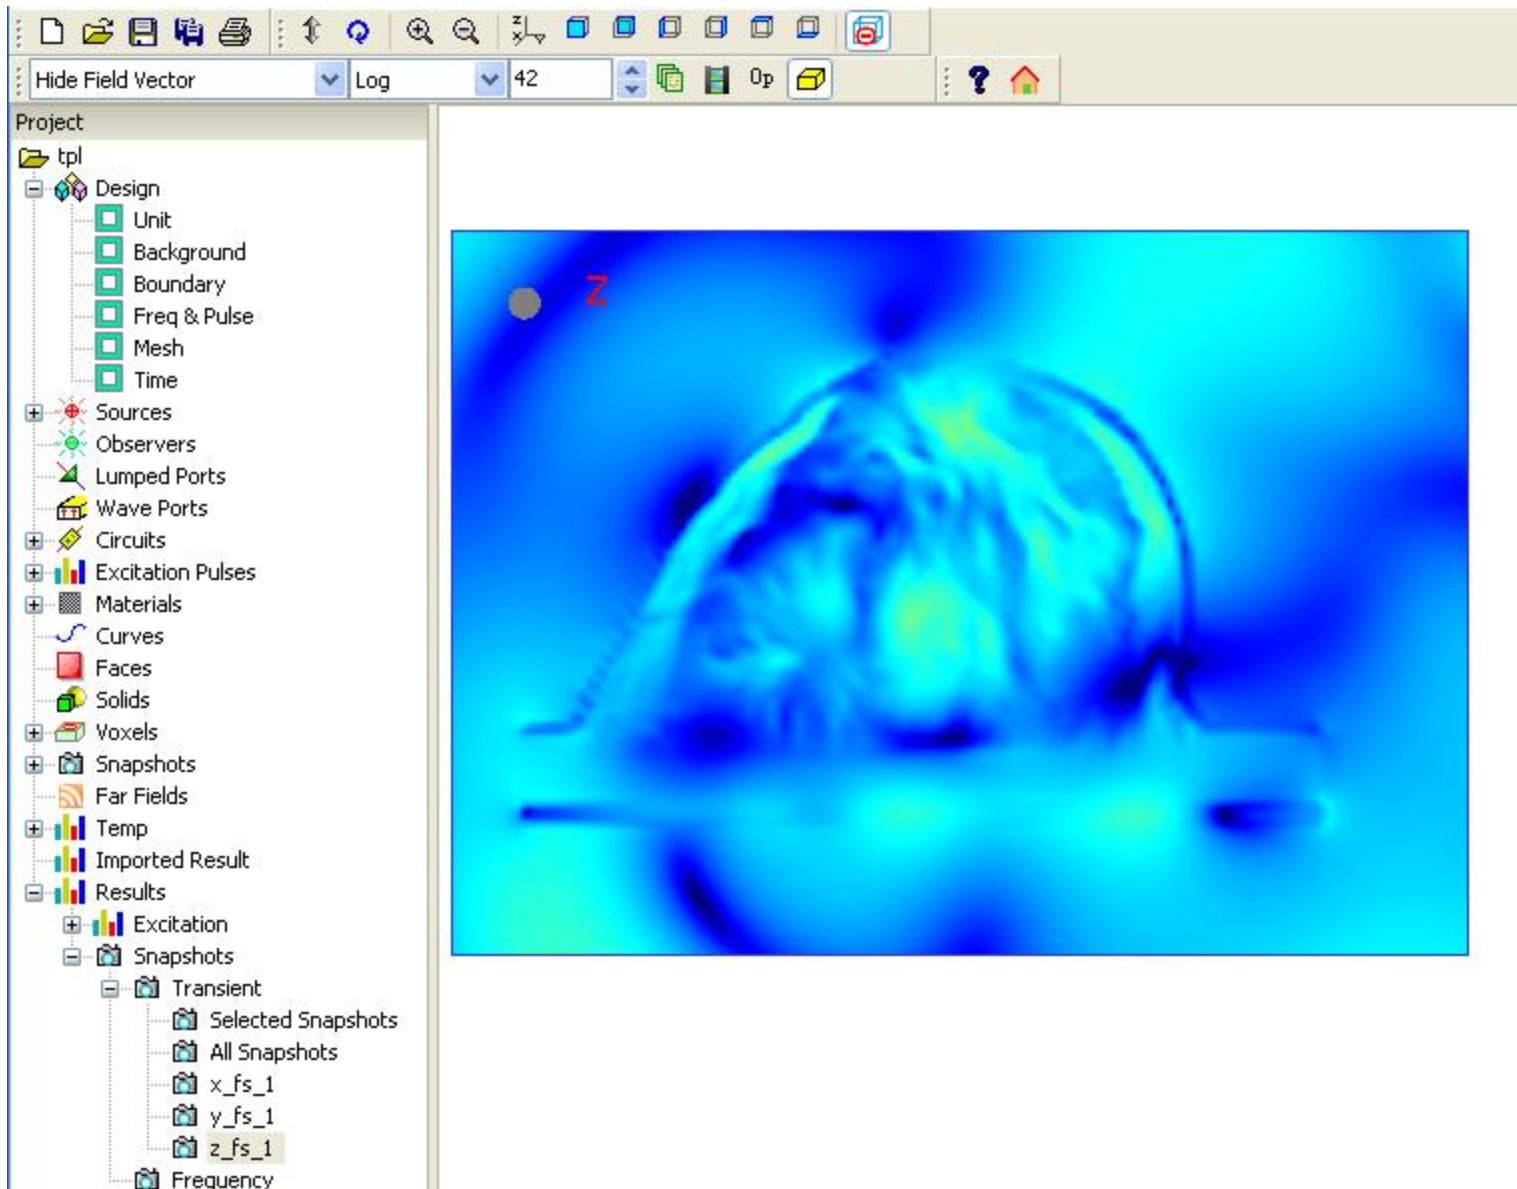 Hide Field Vector Log 42 Op ?
Project
tpl
Design
Unit
Background
Boundary
Freq & Pulse
Mesh
Time
Sources
Observers
Lumped Ports
Wave Ports
Circuits
Excitation Pulses
Materials
Curves
Faces
Solids
Voxels
Snapshots
Far Fields
Temp
Imported Result
Results
Excitation
Snapshots
Transient
Selected Snapshots
All Snapshots
x_fs_1
y_fs_1
z_fs_1
Frequency
Z